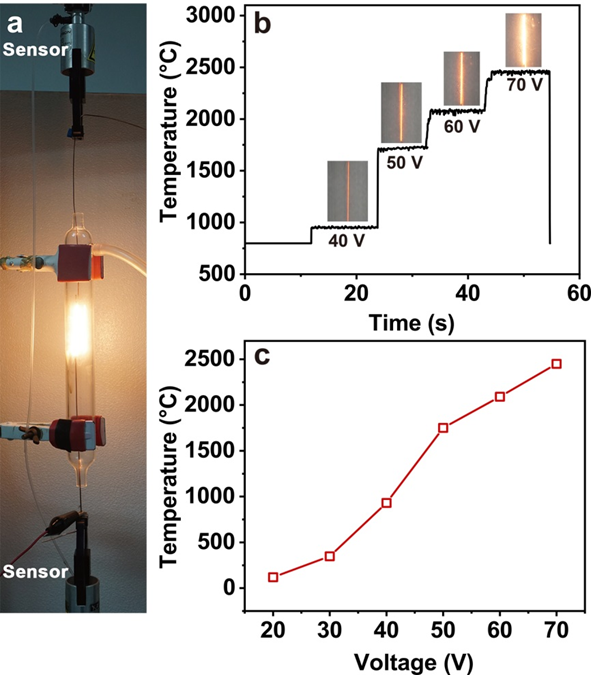 a
Sensor
Sensor
b
Temperature (°C)
3000
2500
2000
1500
1000
500
40 V
50 V
60 V
70 V
0
20
40
60
Time (s)
c
Temperature (°C)
2500
2000
1500
1000
500
0
20
30
40
50
60
70
Voltage (V)